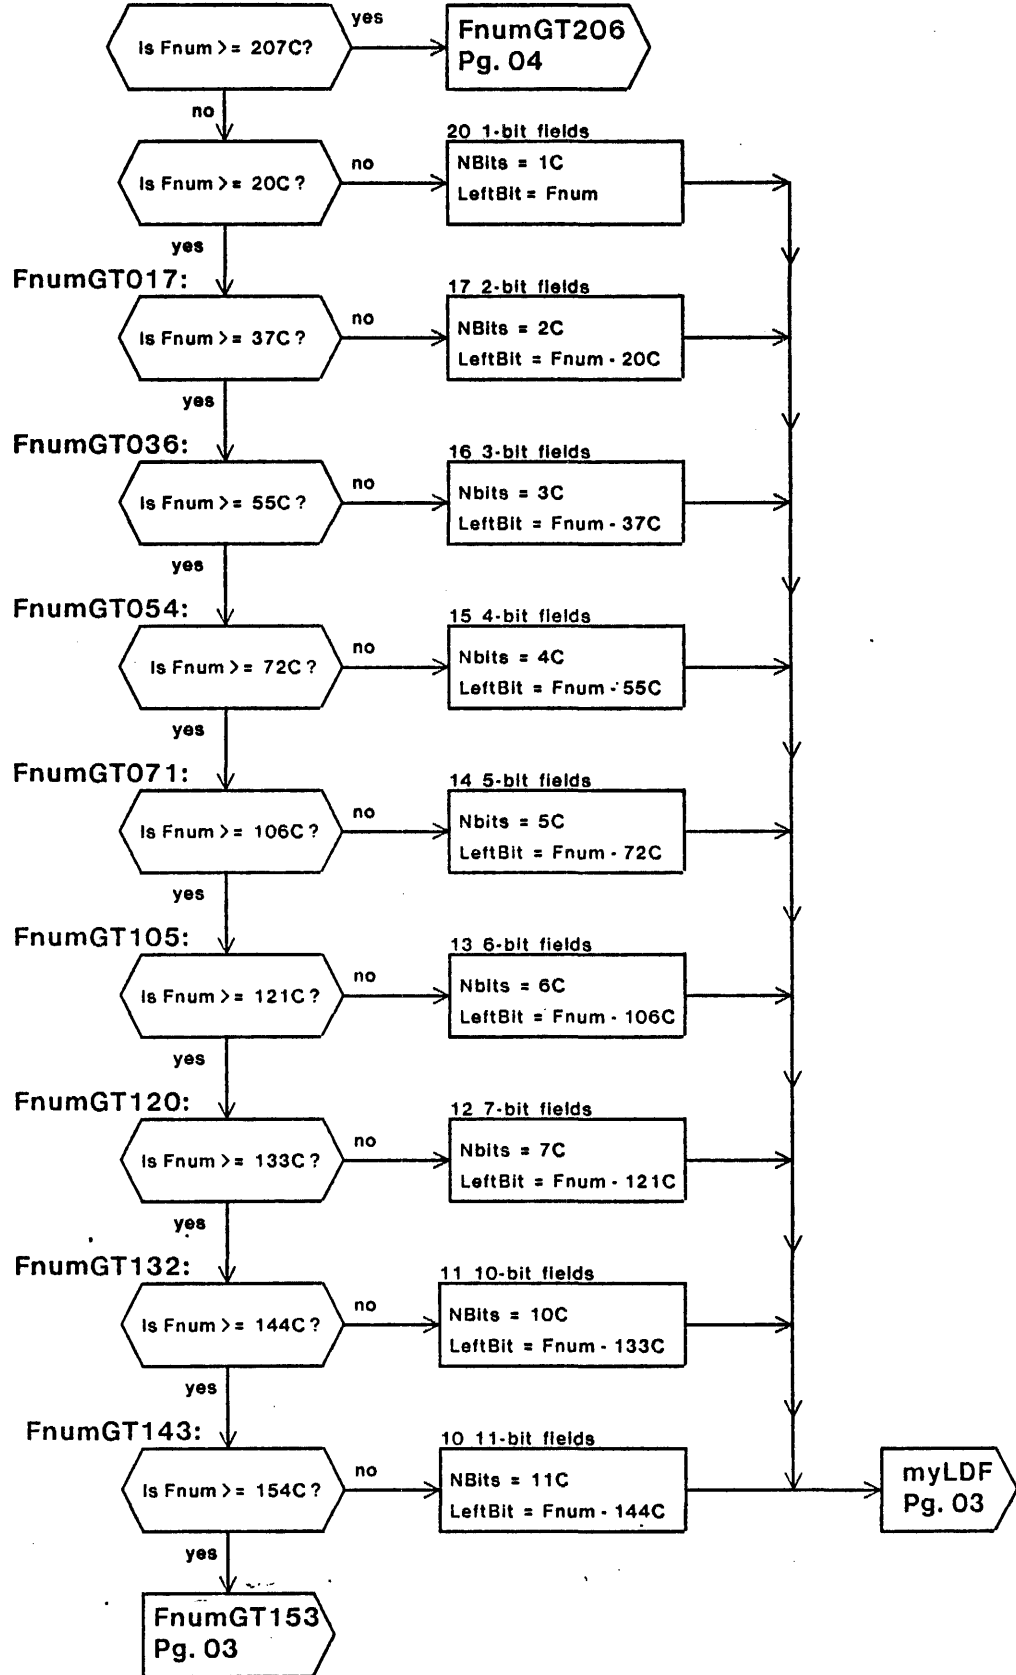 yes
Is Fnum >= 207C?
FnumGT206
Pg. 04
no
20 1-bit fields
Is Fnum >= 20C?
no
NBits = 1C
LeftBit = Fnum
yes
FnumGT017:
17 2-bit fields
Is Fnum >= 37C?
no
NBits = 2C
LeftBit = Fnum - 20C
yes
FnumGT036:
16 3-bit fields
Is Fnum >= 55C?
no
Nbits = 3C
LeftBit = Fnum - 37C
yes
FnumGT054:
15 4-bit fields
Is Fnum >= 72C?
no
Nbits = 4C
LeftBit = Fnum - 55C
yes
FnumGT071:
14 5-bit fields
Is Fnum >= 106C?
no
Nbits = 5C
LeftBit = Fnum - 72C
yes
FnumGT105:
13 6-bit fields
Is Fnum >= 121C?
no
Nbits = 6C
LeftBit = Fnum - 106C
yes
FnumGT120:
12 7-bit fields
Is Fnum >= 133C?
no
Nbits = 7C
LeftBit = Fnum - 121C
yes
FnumGT132:
11 10-bit fields
Is Fnum >= 144C?
no
NBits = 10C
LeftBit = Fnum - 133C
yes
FnumGT143:
10 11-bit fields
Is Fnum >= 154C?
no
NBits = 11C
LeftBit = Fnum - 144C
myLDF
Pg. 03
yes
FnumGT153
Pg. 03